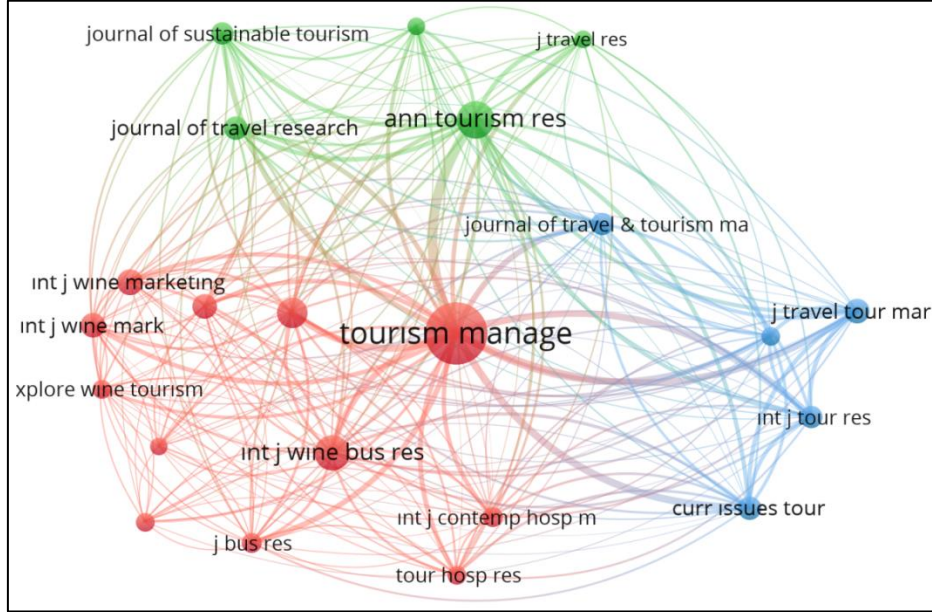 journal of sustainable tourism
j travel res
ann tourısm res
journal of travel research
journal of travel & tourism ma
ınt j wıne marketıng
j travel tour mar
ınt j wıne mark
tourısm manage
xplore wıne tourısm
ınt j tour res
ınt j wıne bus res
curr ıssues tour
ınt j contemp hosp m
j bus res
tour hosp res